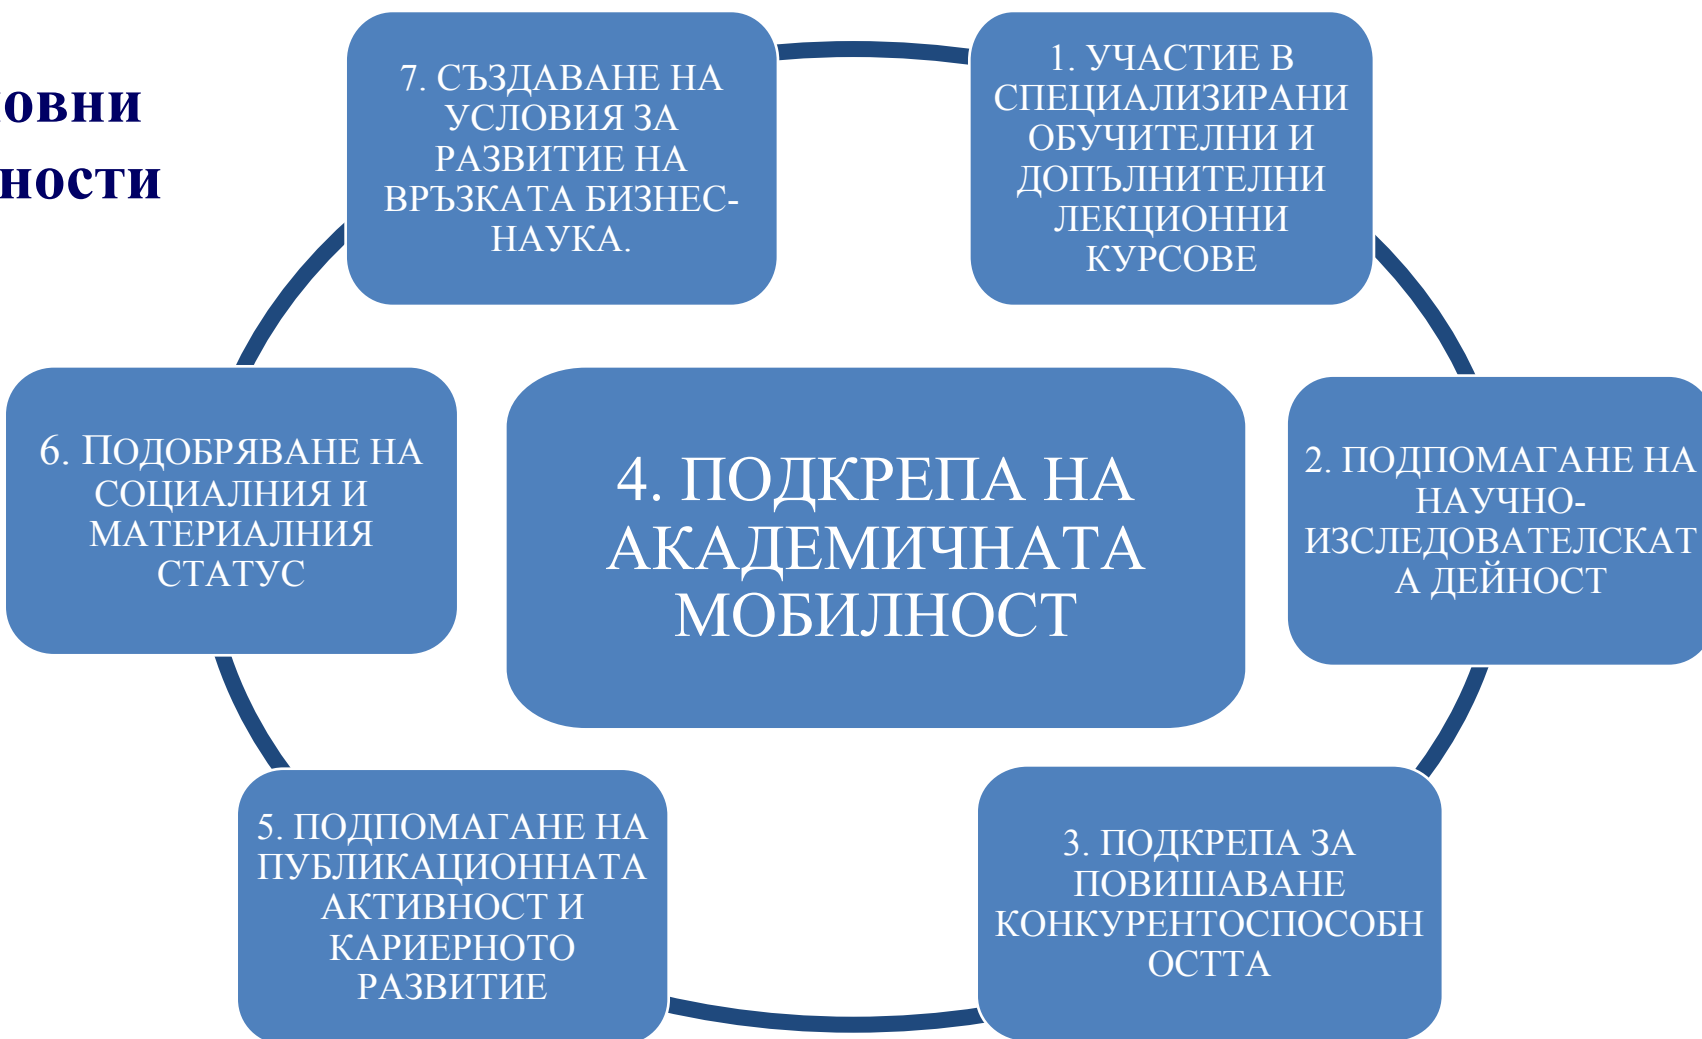 овни
ности
7. СЪЗДАВАНЕ НА
УСЛОВИЯ ЗА
РАЗВИТИЕ НА
ВРЪЗКАТА БИЗНЕС-
НАУКА.
1. УЧАСТИЕ В
СПЕЦИАЛИЗИРАНИ
ОБУЧИТЕЛНИ И
ДОПЪЛНИТЕЛНИ
ЛЕКЦИОННИ
КУРСОВЕ
6. ПОДОБРЯВАНЕ НА
СОЦИАЛНИЯ И
МАТЕРИАЛНИЯ
СТАТУС
4. ПОДКРЕПА НА
АКАДЕМИЧНАТА
МОБИЛНОСТ
2. ПОДПОМАГАНЕ НА
НАУЧНО-
ИЗСЛЕДОВАТЕЛСКАТ
А ДЕЙНОСТ
5. ПОДПОМАГАНЕ НА
ПУБЛИКАЦИОННАТА
АКТИВНОСТ И
КАРИЕРНОТО
РАЗВИТИЕ
3. ПОДКРЕПА ЗА
ПОВИШАВАНЕ
КОНКУРЕНТОСПОСОБН
ОСТТА